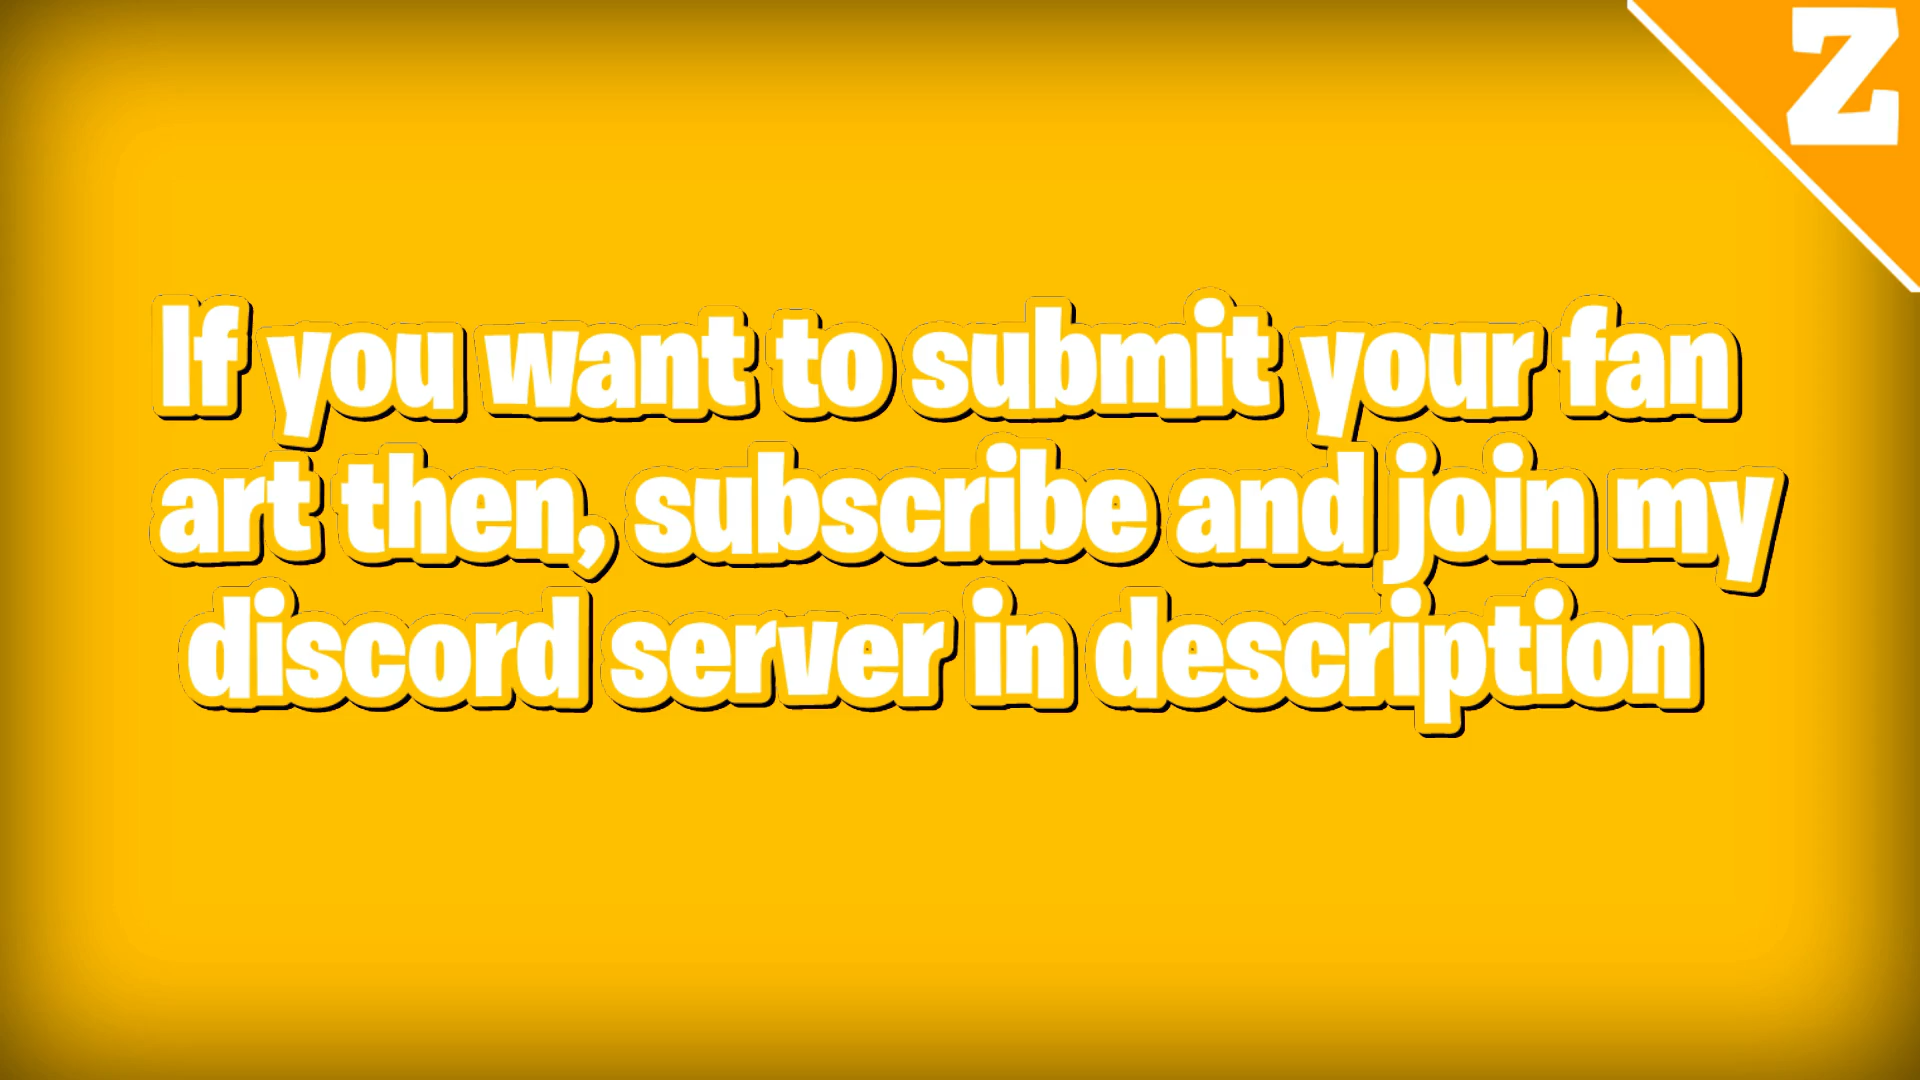 Z
If you want to submit your fan
art then, subscribe and join my
discord server in description